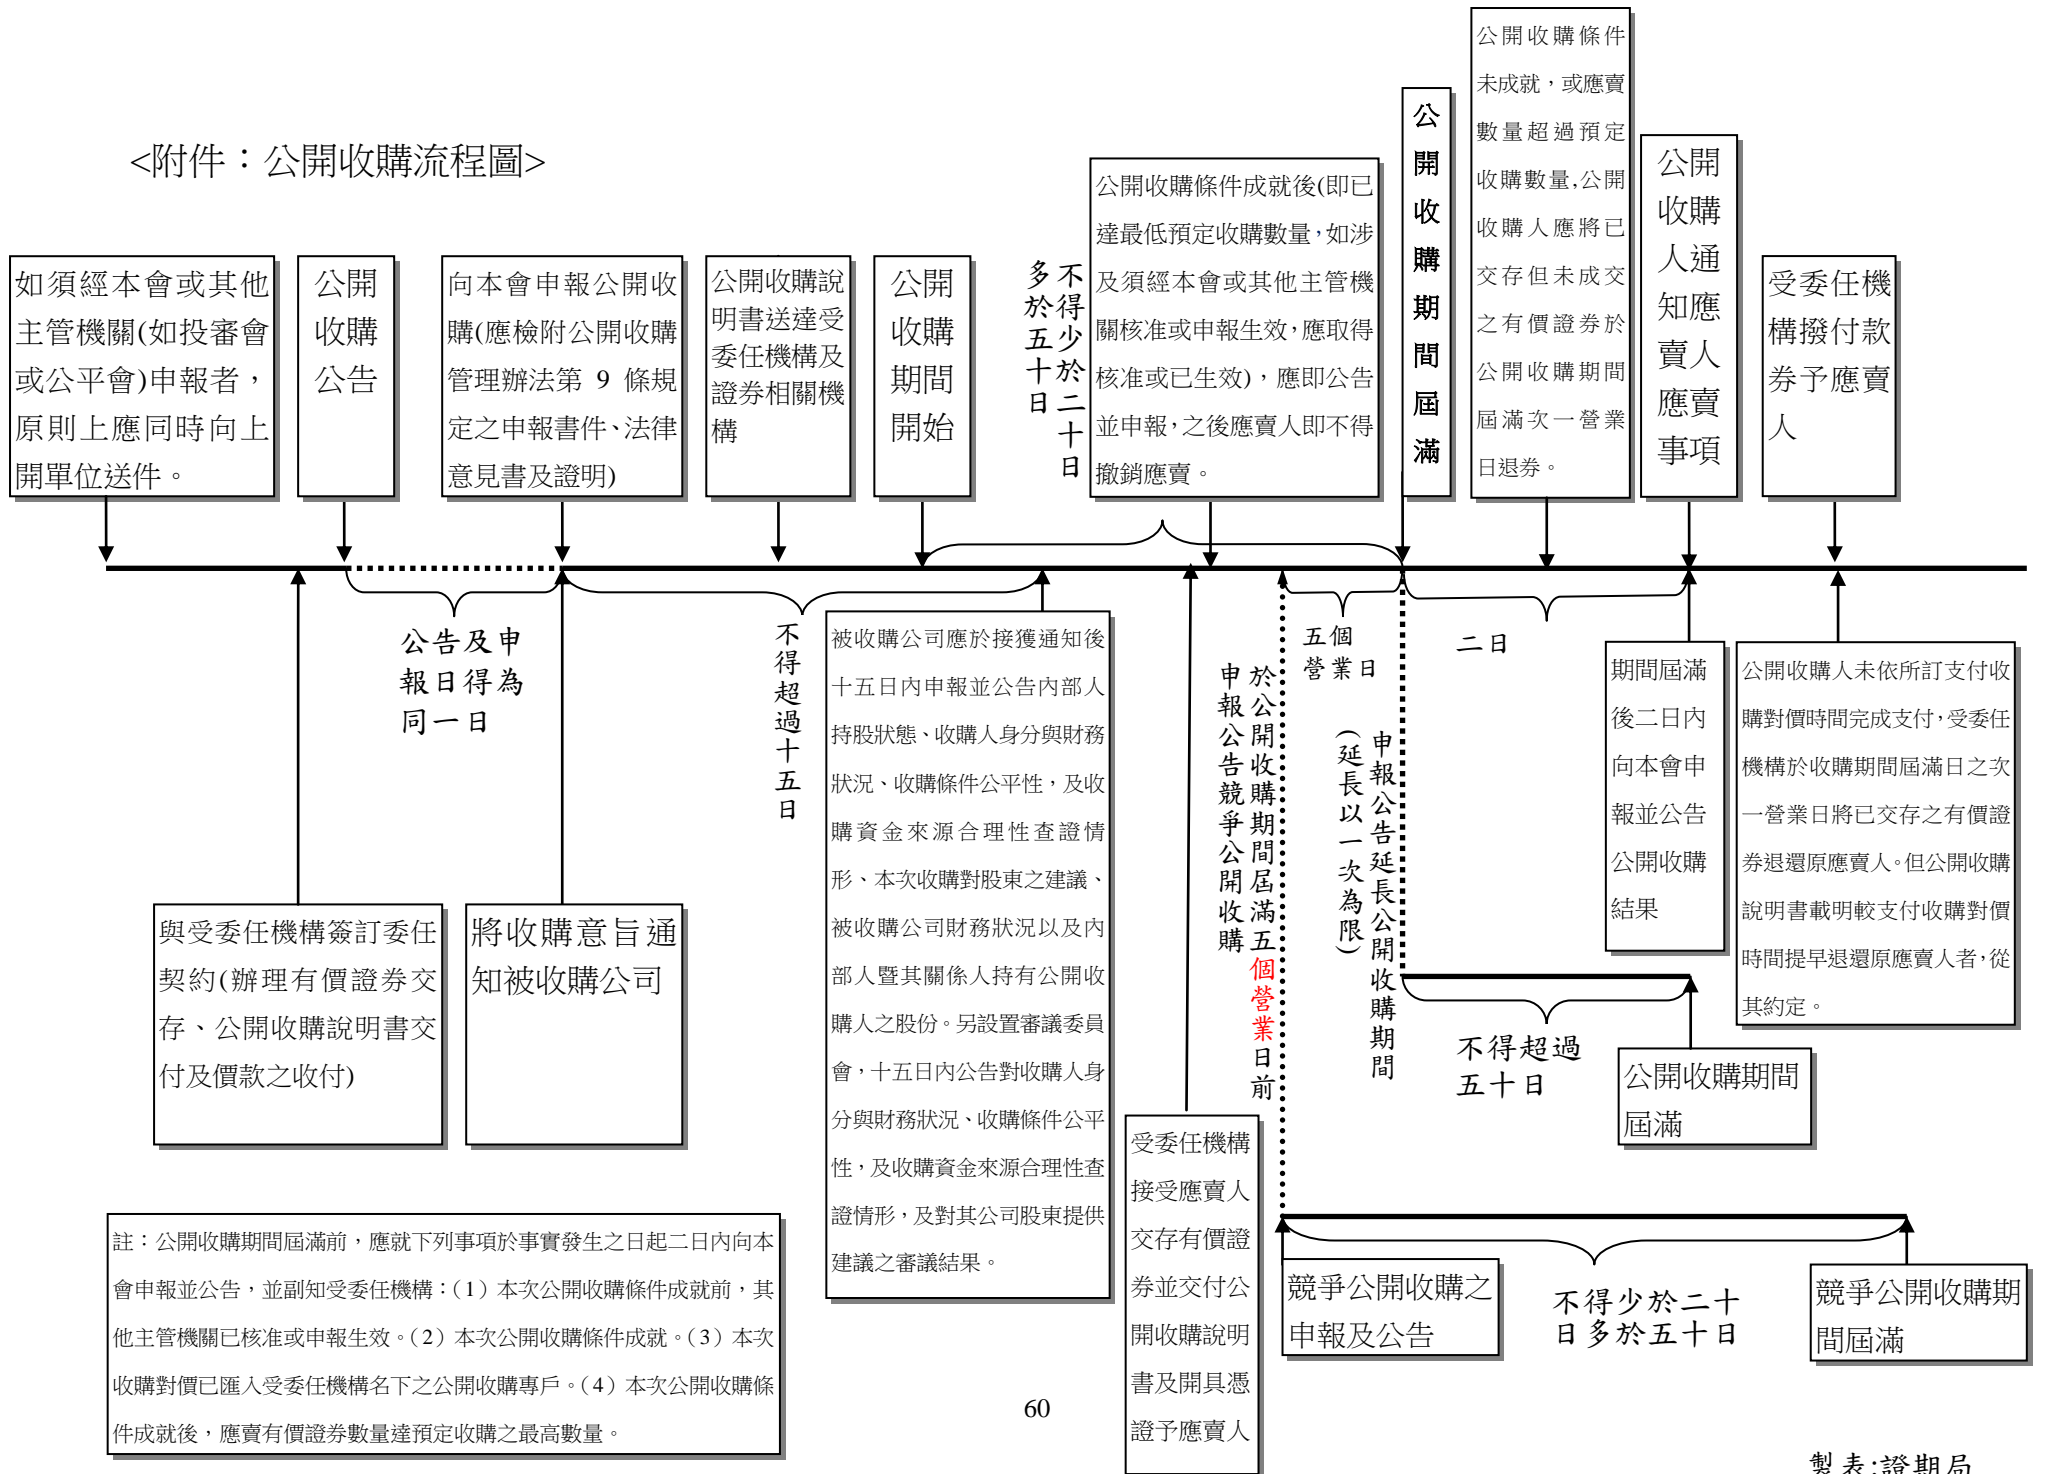 <附件：公開收購流程圖>
如須經本會或其他
主管機關(如投審會
或公平會)申報者，
原則上應同時向上
開單位送件。
公開
收購
公告
向本會申報公開收
購(應檢附公開收購
管理辦法第 9 條規
定之申報書件、法律
意見書及證明)
公開收購說
明書送達受
委任機構及
證券相關機
構
公開
收購
期間
開始
不得少於二十日
多於五十日
公開收購條件成就後(即已
達最低預定收購數量，如涉
及須經本會或其他主管機
關核准或申報生效，應取得
核准或已生效)，應即公告
並申報，之後應賣人即不得
撤銷應賣。
公
開
收
購
期
間
屆
滿
公開收購條件
未成就，或應賣
數量超過預定
收購數量,公開
收購人應將已
交存但未成交
之有價證券於
公開收購期間
屆滿次一營業
日退券。
公開
收購
人通
知應
賣人
應賣
事項
受委任機
構撥付款
券予應賣
人
公告及申
報日得為
同一日
不得超過十五日
與受委任機構簽訂委任
契約(辦理有價證券交
存、公開收購說明書交
付及價款之收付)
將收購意旨通
知被收購公司
被收購公司應於接獲通知後
十五日內申報並公告內部人
持股狀態、收購人身分與財務
狀況、收購條件公平性，及收
購資金來源合理性查證情
形、本次收購對股東之建議、
被收購公司財務狀況以及內
部人暨其關係人持有公開收
購人之股份。另設置審議委員
會，十五日內公告對收購人身
分與財務狀況、收購條件公平
性，及收購資金來源合理性查
證情形，及對其公司股東提供
建議之審議結果。
受委任機構
接受應賣人
交存有價證
券並交付公
開收購說明
書及開具憑
證予應賣人
於公開收購期間屆滿五個營業日前
申報公告競爭公開收購
五個
營業日
申報公告延長公開收購期間
(延長以一次為限)
二日
期間屆滿
後二日內
向本會申
報並公告
公開收購
結果
公開收購人未依所訂支付收
購對價時間完成支付，受委任
機構於收購期間屆滿日之次
一營業日將已交存之有價證
券退還原應賣人。但公開收購
說明書載明較支付收購對價
時間提早退還原應賣人者，從
其約定。
不得超過
五十日
公開收購期間
屆滿
競爭公開收購之
申報及公告
不得少於二十
日多於五十日
競爭公開收購期
間屆滿
註：公開收購期間屆滿前，應就下列事項於事實發生之日起二日內向本
會申報並公告，並副知受委任機構：（1）本次公開收購條件成就前，其
他主管機關已核准或申報生效。（2）本次公開收購條件成就。（3）本次
收購對價已匯入受委任機構名下之公開收購專戶。（4）本次公開收購條
件成就後，應賣有價證券數量達預定收購之最高數量。
60
製表:證期局